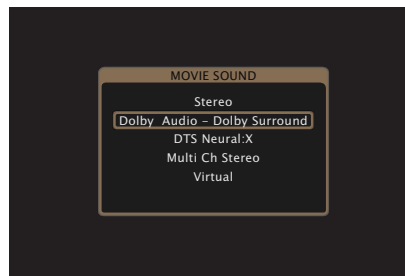 MOVIE SOUND
Stereo
Dolby Audio – Dolby Surround
DTS Neural:X
Multi Ch Stereo
Virtual